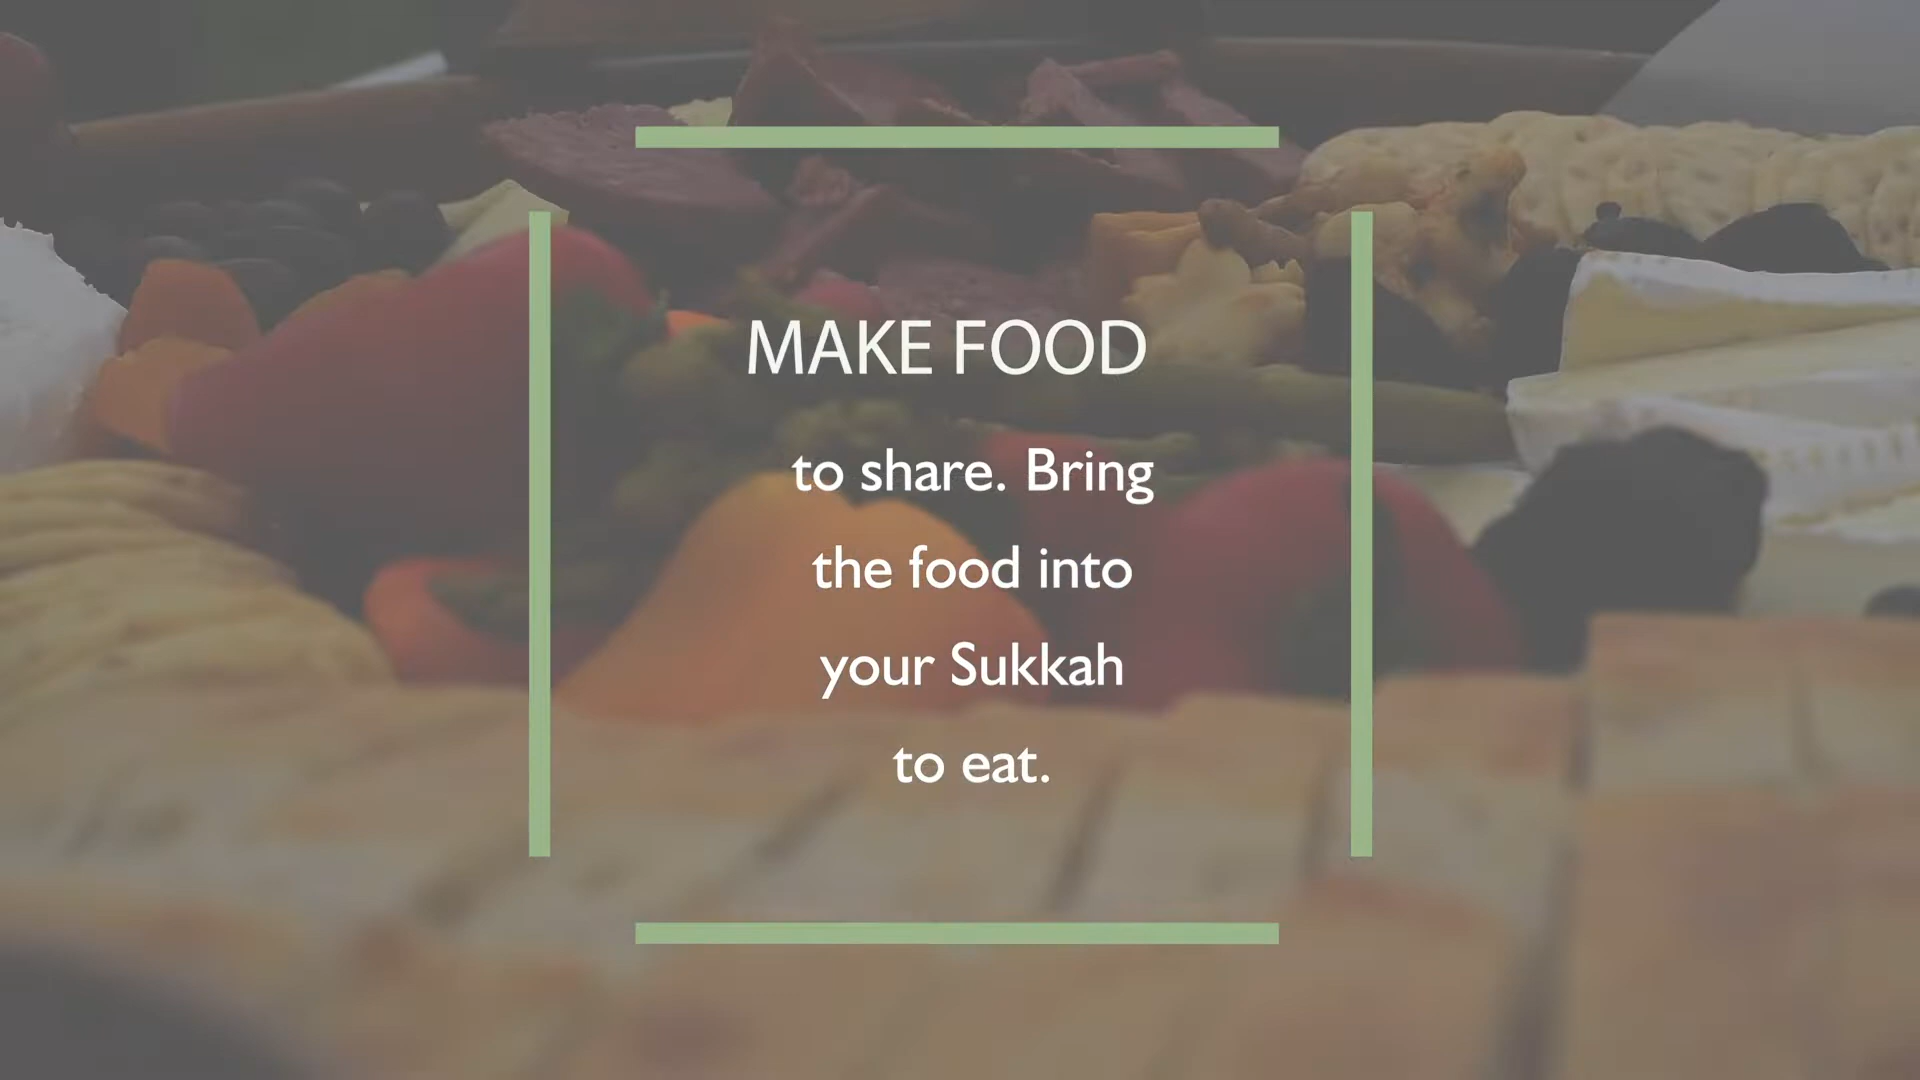 MAKE FOOD
to share. Bring
the food into
your Sukkah
to eat.